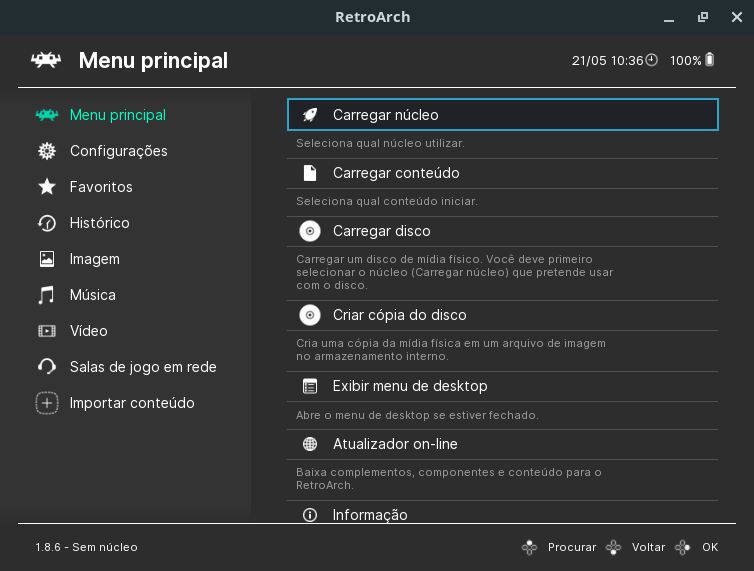 RetroArch
Menu principal
21/05 10:36
100%
Menu principal
Configurações
Favoritos
Histórico
Imagem
Música
Vídeo
Salas de jogo em rede
Importar conteúdo
Carregar núcleo
Seleciona qual núcleo utilizar.
Carregar conteúdo
Seleciona qual conteúdo iniciar.
Carregar disco
Carregar um disco de mídia físico. Você deve primeiro
selecionar o núcleo (Carregar núcleo) que pretende usar
com o disco.
Criar cópia do disco
Cria uma cópia da mídia física em um arquivo de imagem
no armazenamento interno.
Exibir menu de desktop
Abre o menu de desktop se estiver fechado.
Atualizador on-line
Baixa complementos, componentes e conteúdo para o
RetroArch.
Informação
1.8.6 - Sem núcleo
Procurar
Voltar
OK